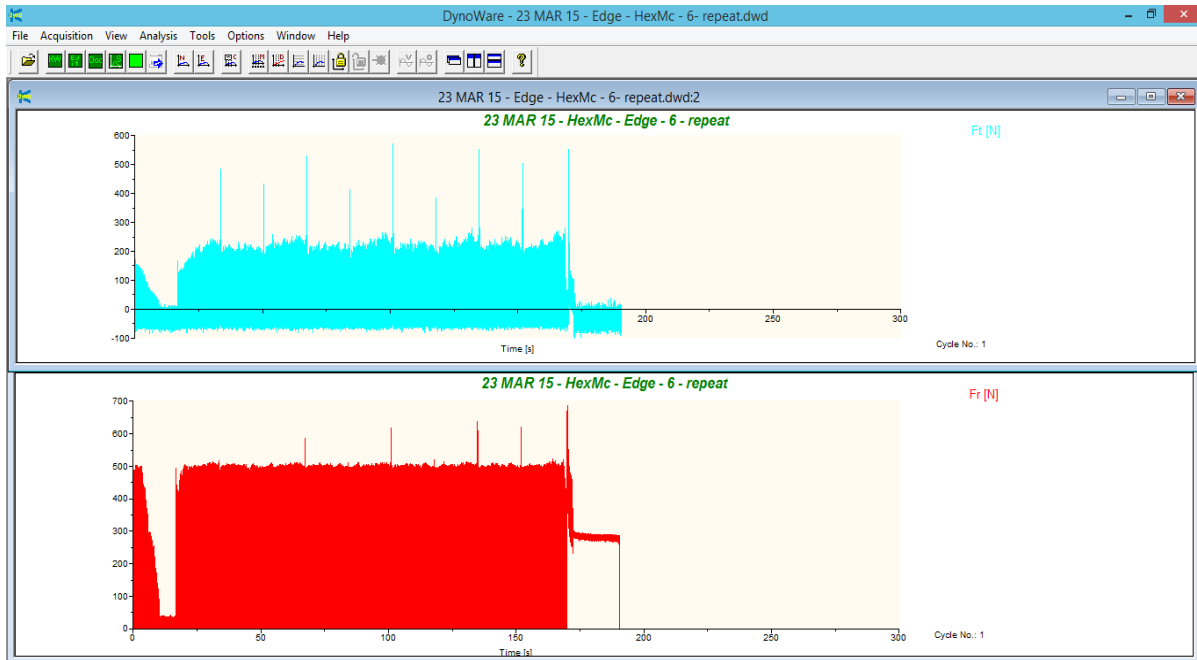 DynoWare - 23 MAR 15 - Edge - HexMc - 6- repeat.dwd
File Acquisition View Analysis Tools Options Window Help
23 MAR 15 - Edge - HexMc - 6- repeat.dwd:2
23 MAR 15 - HexMc - Edge - 6 - repeat
Ft [N]
600
500
400
300
200
100
0
-100
200
250
300
Time [s]
Cycle No.: 1
23 MAR 15 - HexMc - Edge - 6 - repeat
Fr [N]
700
600
500
400
300
200
100
0
0
50
100
150
200
250
300
Time [s]
Cycle No.: 1